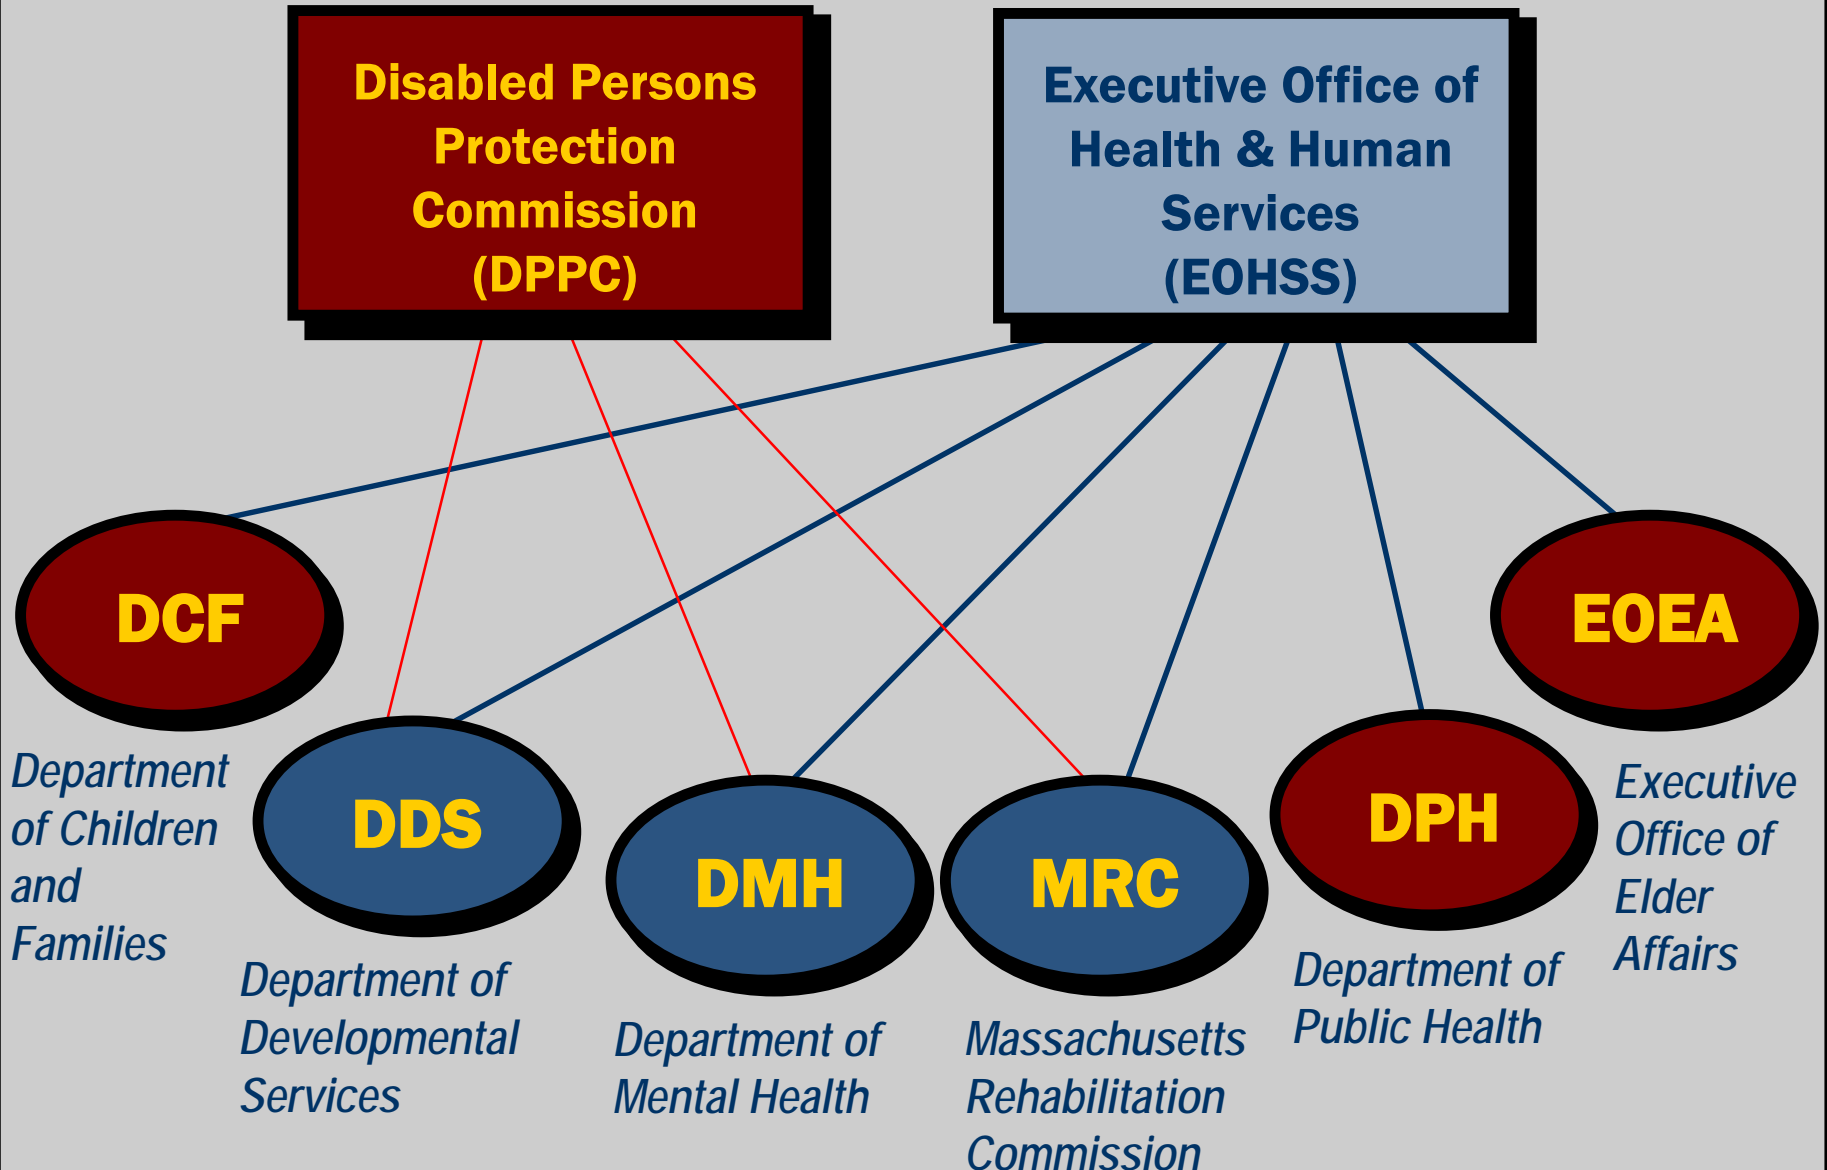 Disabled Persons
Protection
Commission
(DPPC)
Executive Office of
Health & Human
Services
(EOHSS)
DCF
Department
of Children
and
Families
DDS
Department of
Developmental
Services
DMH
Department of
Mental Health
MRC
Massachusetts
Rehabilitation
Commission
DPH
Department of
Public Health
EOEA
Executive
Office of
Elder
Affairs